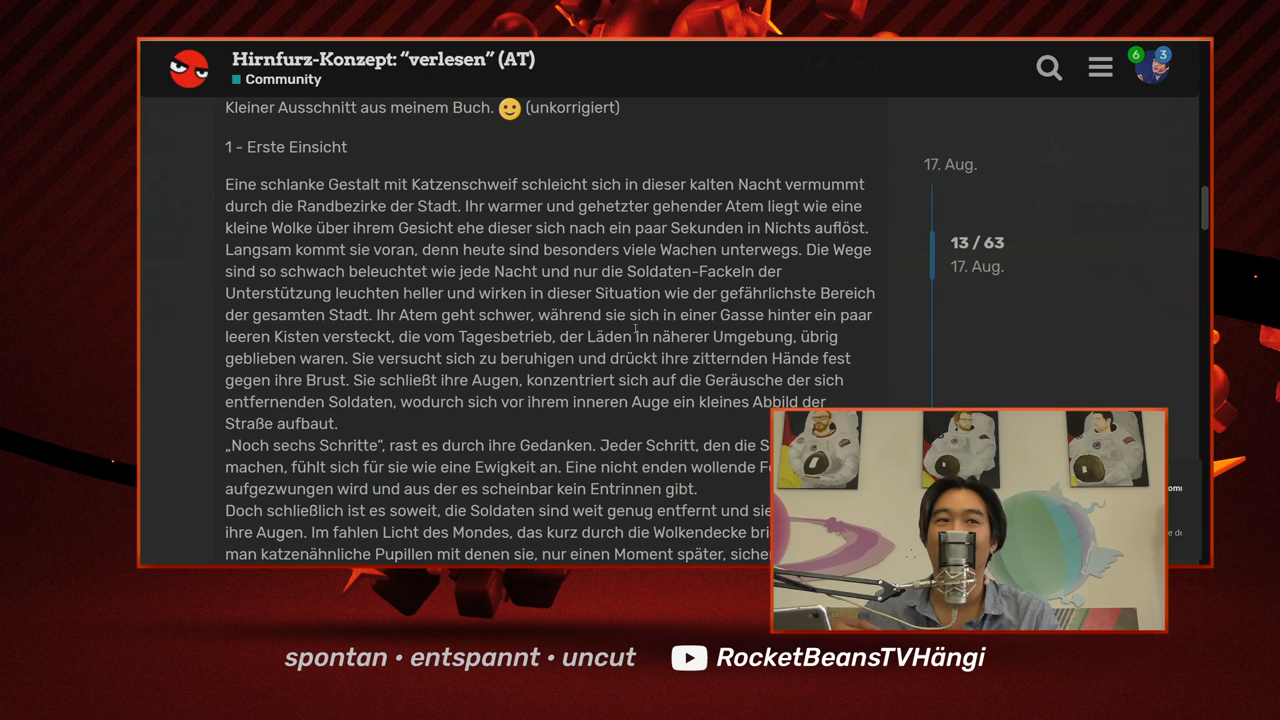 Hirnfurz-Konzept: “verlesen” (AT)
Community
6
3
Kleiner Ausschnitt aus meinem Buch. (unkorrigiert)
1 - Erste Einsicht
Eine schlanke Gestalt mit Katzenschweif schleicht sich in dieser kalten Nacht vermummt
durch die Randbezirke der Stadt. Ihr warmer und gehetzter gehender Atem liegt wie eine
kleine Wolke über ihrem Gesicht ehe dieser sich nach ein paar Sekunden in Nichts auflöst.
Langsam kommt sie voran, denn heute sind besonders viele Wachen unterwegs. Die Wege
sind so schwach beleuchtet wie jede Nacht und nur die Soldaten-Fackeln der
Unterstützung leuchten heller und wirken in dieser Situation wie der gefährlichste Bereich
der gesamten Stadt. Ihr Atem geht schwer, während sie sich in einer Gasse hinter ein paar
leeren Kisten versteckt, die vom Tagesbetrieb, der Läden in näherer Umgebung, übrig
geblieben waren. Sie versucht sich zu beruhigen und drückt ihre zitternden Hände fest
gegen ihre Brust. Sie schließt ihre Augen, konzentriert sich auf die Geräusche der sich
entfernenden Soldaten, wodurch sich vor ihrem inneren Auge ein kleines Abbild der
Straße aufbaut.
„Noch sechs Schritte“, rast es durch ihre Gedanken. Jeder Schritt, den die S
machen, fühlt sich für sie wie eine Ewigkeit an. Eine nicht enden wollende F
aufgezwungen wird und aus der es scheinbar kein Entrinnen gibt.
Doch schließlich ist es soweit, die Soldaten sind weit genug entfernt und sie
ihre Augen. Im fahlen Licht des Mondes, das kurz durch die Wolkendecke bri
man katzenähnliche Pupillen mit denen sie, nur einen Moment später, siche
17. Aug.
13 / 63
17. Aug.
spontan • entspannt • uncut
RocketBeansTVHängi